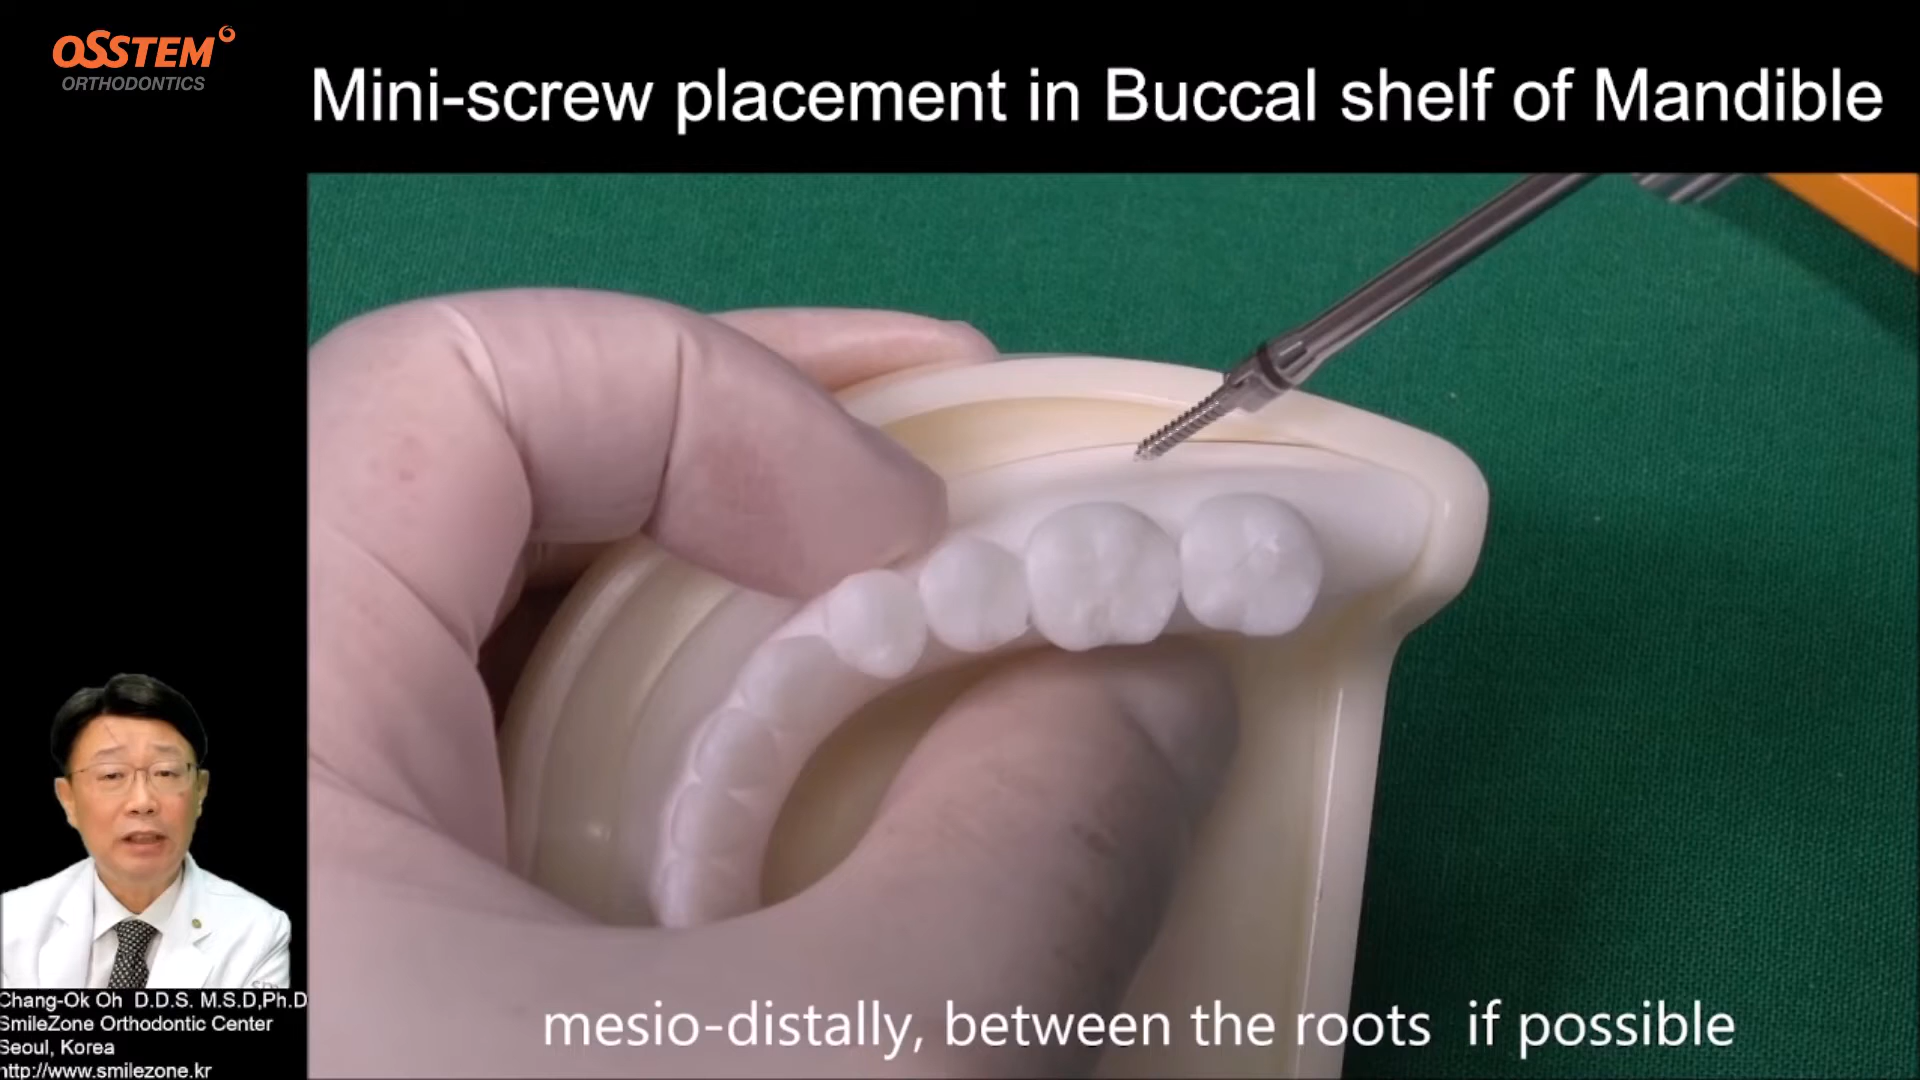 OSSTEM
ORTHODONTICS
Mini-screw placement in Buccal shelf of Mandible
Chang-Ok Oh D.D.S. M.S.D,Ph.D
SmileZone Orthodontic Center
Seoul, Korea
http://www.smilezone.kr
mesio-distally, between the roots if possible